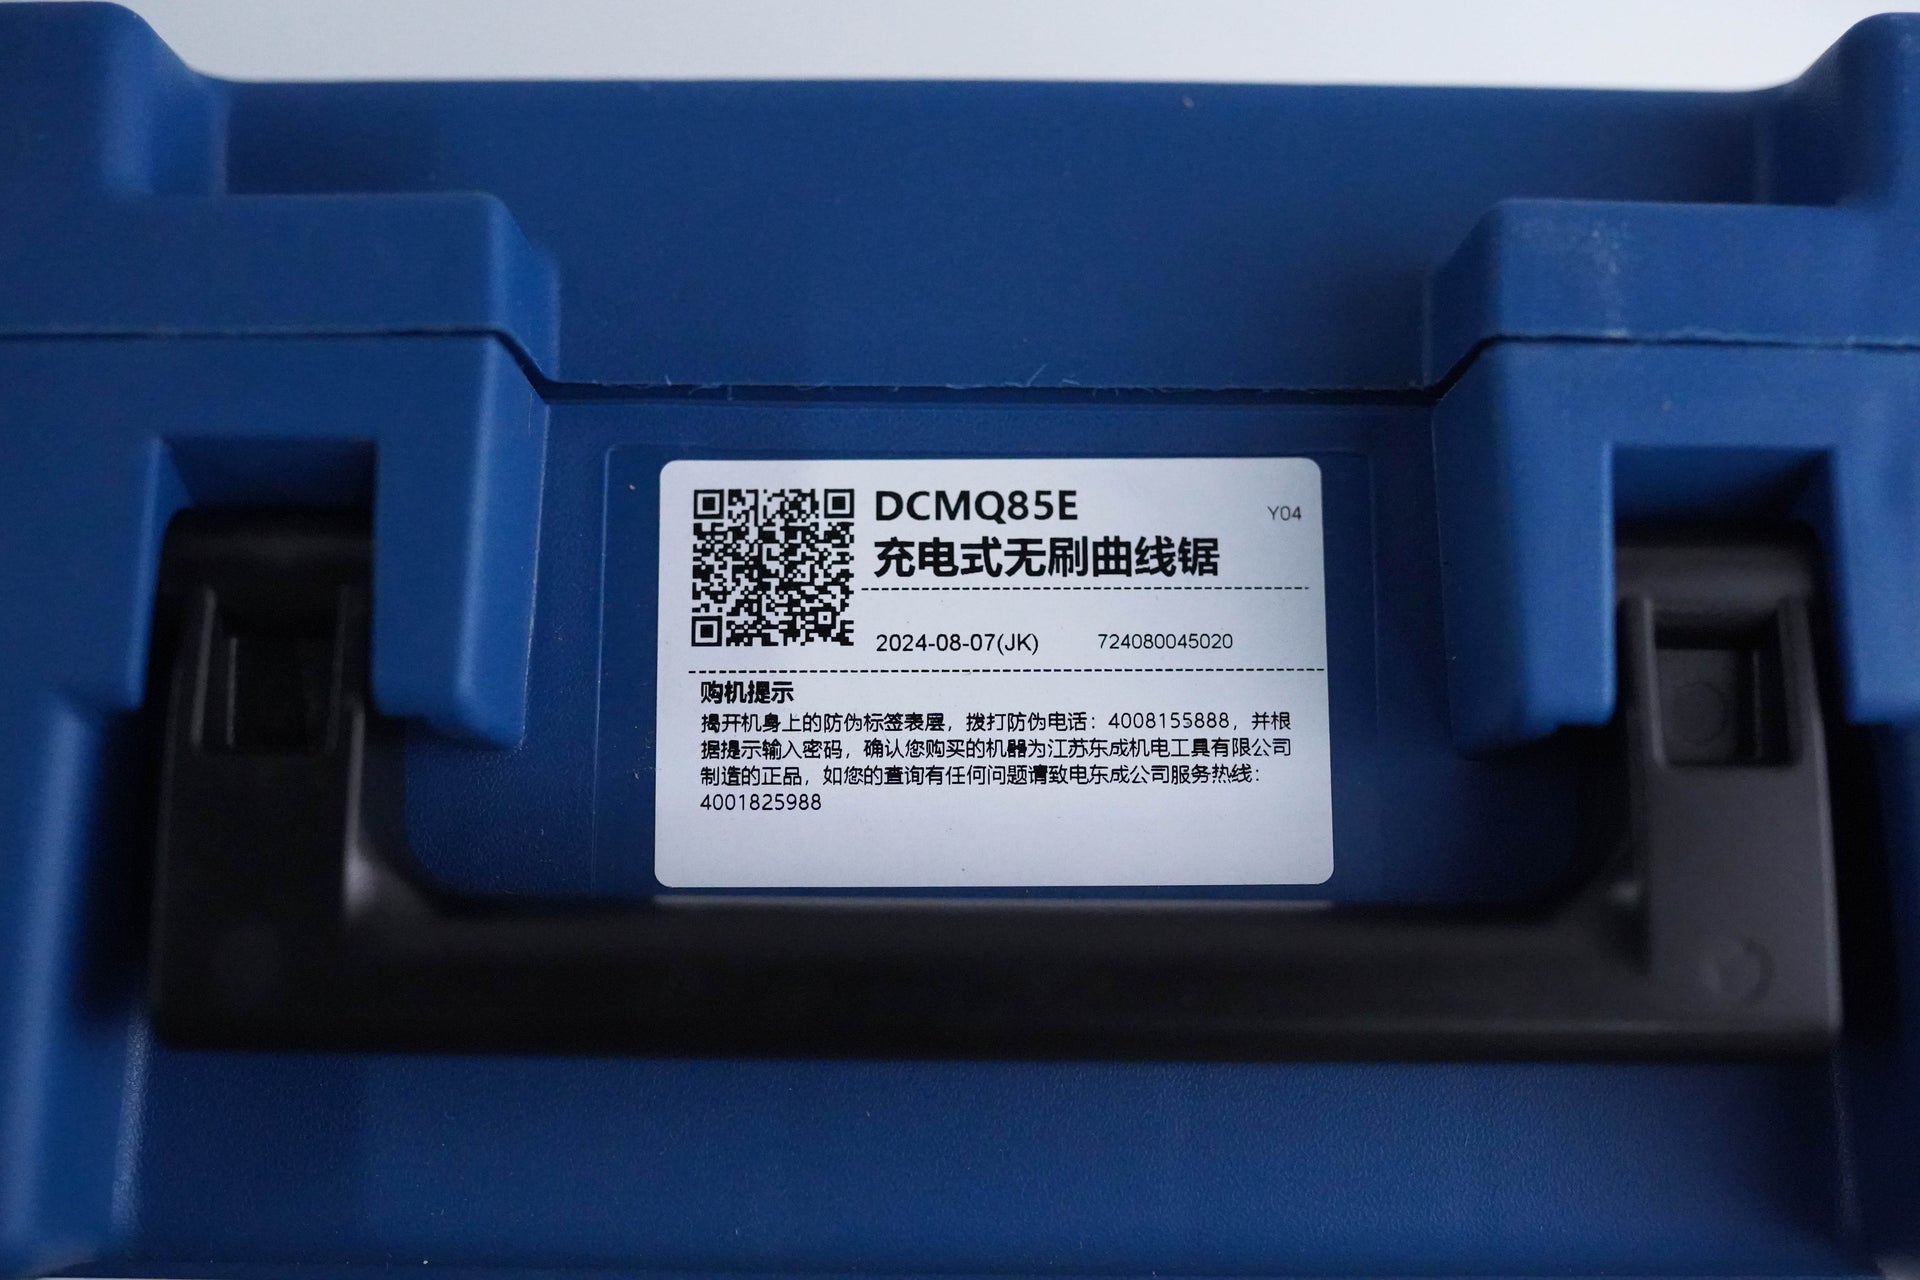 DCMQ85E
Y04
充电式无刷曲线锯
2024-08-07(JK) 724080045020
购机提示
揭开机身上的防伪标签表层，拨打防伪电话：4008155888，并根
据提示输入密码，确认您购买的机器为江苏东成机电工具有限公司
制造的正品，如您的查询有任何问题请致电东成公司服务热线：
4001825988